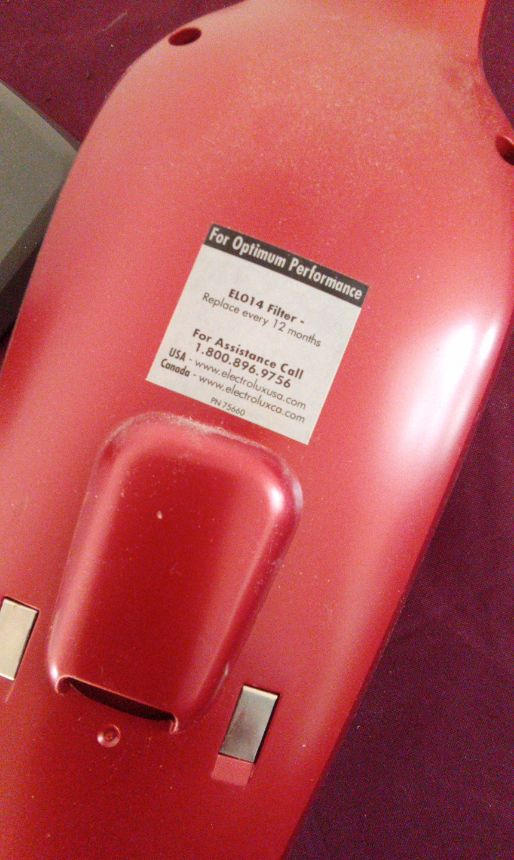 For Optimum Performance
EL014 Filter -
Replace every 12 months
For Assistance Call
1.800.896.9756
USA - www.electroluxusa.com
Canada - www.electroluxca.com
PN 75660